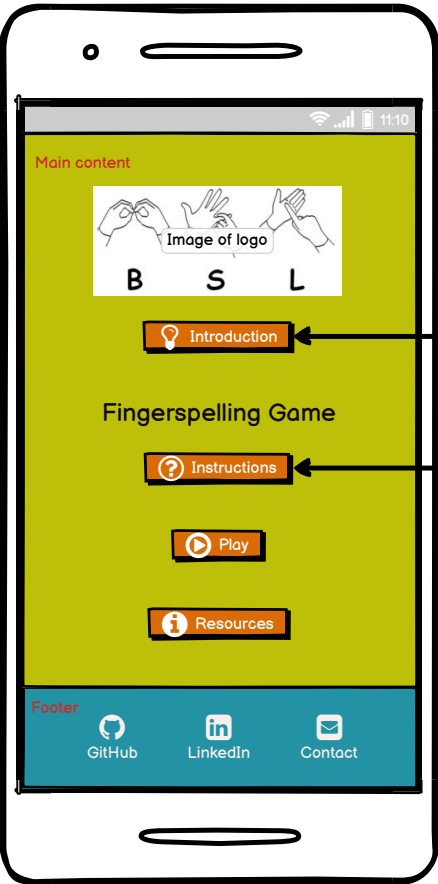 11:10
Main content
Image of logo
B S L
Introduction
Fingerspelling Game
Instructions
Play
Resources
Footer
GitHub LinkedIn Contact